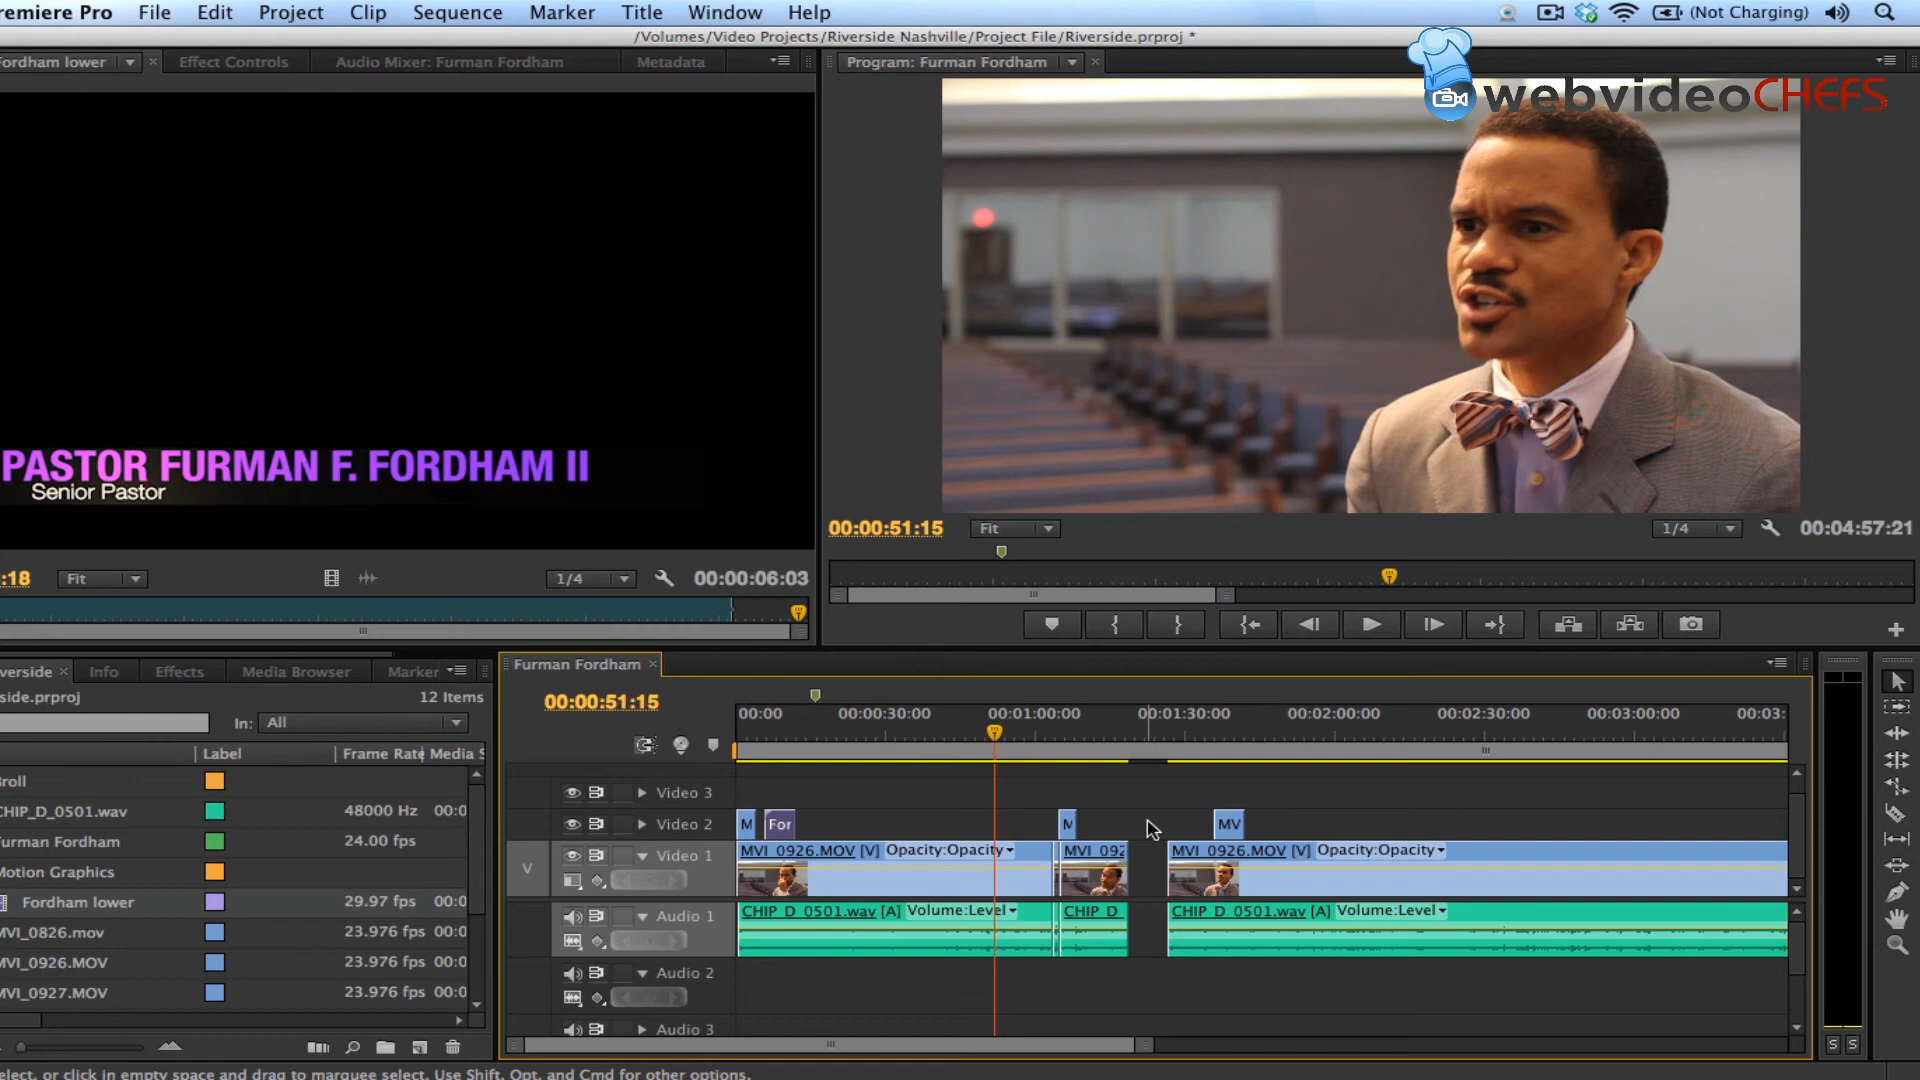 remiere Pro File Edit Project Clip Sequence Marker Title Window Help (Not Charging)
/Volumes/Video Projects/Riverside Nashville/Project File/Riverside.prproj *
Fordham lower Effect Controls Audio Mixer: Furman Fordham Metadata
Program: Furman Fordham
webvideoCHEFS
PASTOR FURMAN F. FORDHAM II
Senior Pastor
00:00:51:15 Fit 1/4 00:04:57:21
:18 Fit 1/4 00:00:06:03
verside Info Effects Media Browser Marker
side.prproj 12 Items
In: All
Label Frame Rate Media S
Broll
CHIP_D_0501.wav 48000 Hz 00:0
Furman Fordham 24.00 fps
Motion Graphics
Fordham lower 29.97 fps
MVI_0826.mov 23.976 fps 00:0
MVI_0926.MOV 23.976 fps 00:0
MVI_0927.MOV 23.976 fps 00:0
Furman Fordham
00:00:51:15
00:00 00:00:30:00 00:01:00:00 00:01:30:00 00:02:00:00 00:02:30:00 00:03:00:00 00:03:
Video 3
Video 2 M For M MV
V Video 1 MVI_0926.MOV [V] Opacity:Opacity MVI_092 MVI_0926.MOV [V] Opacity:Opacity
Audio 1 CHIP_D_0501.wav [A] Volume:Level CHIP_D CHIP_D_0501.wav [A] Volume:Level
Audio 2
Audio 3
S S
elect, or click in empty space and drag to marquee select. Use Shift, Opt, and Cmd for other options.